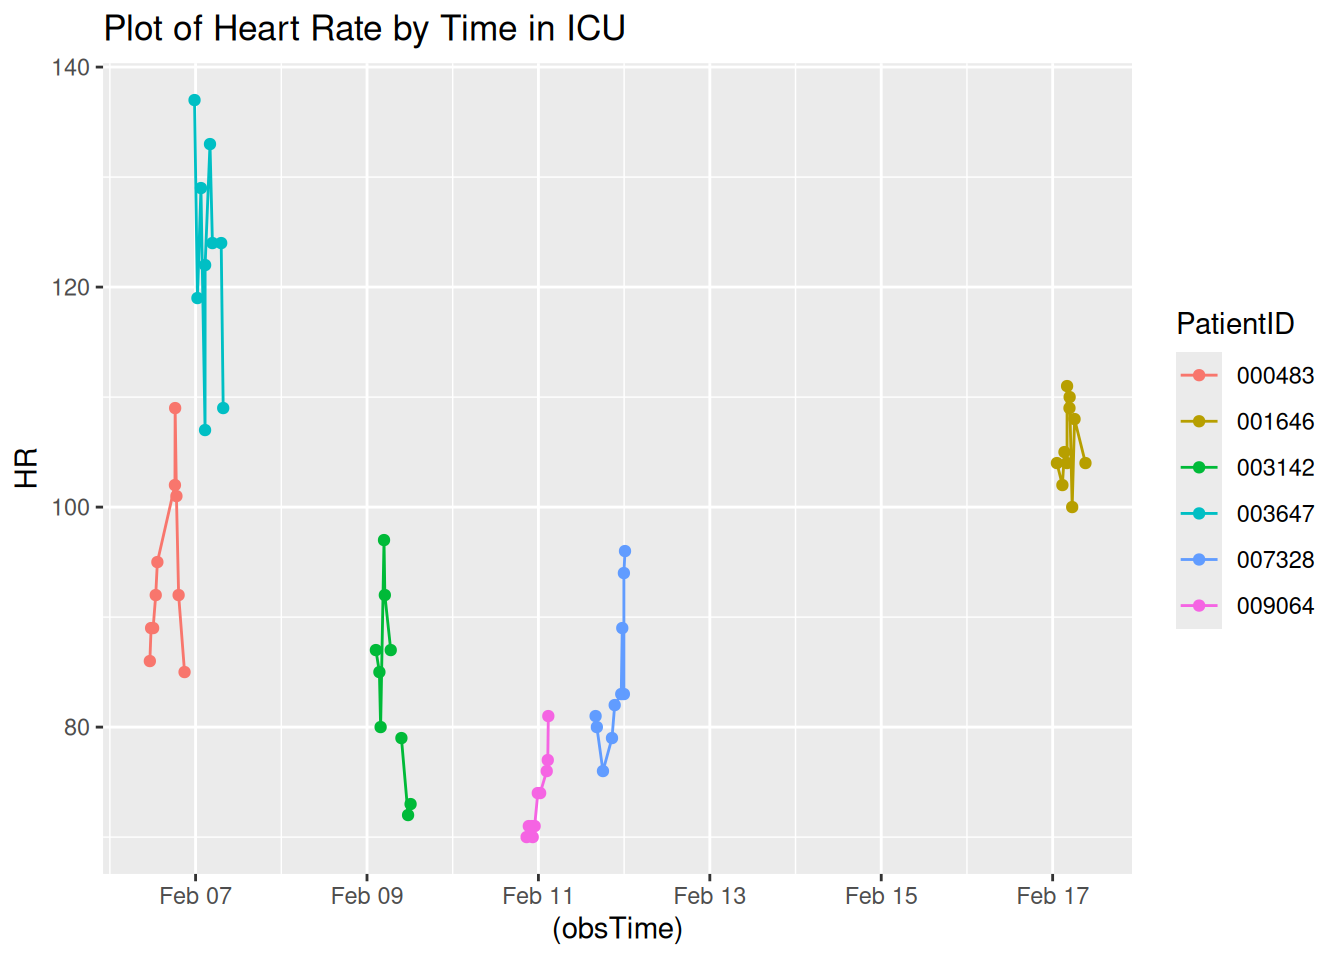 Plot of Heart Rate by Time in ICU
140
120
100
80
HR
Feb 07
Feb 09
Feb 11
Feb 13
Feb 15
Feb 17
(obsTime)
PatientID
000483
001646
003142
003647
007328
009064